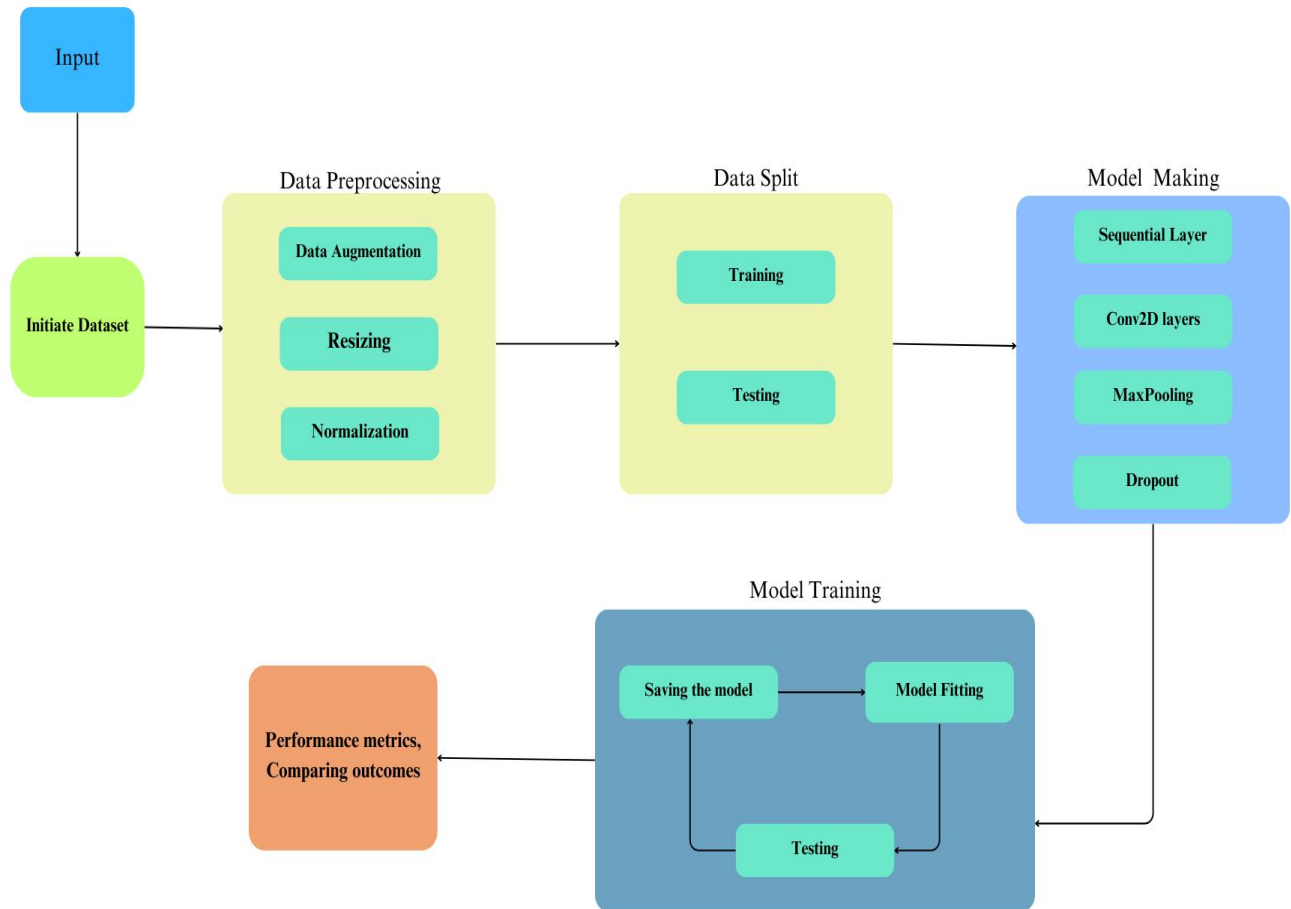 Input
Initiate Dataset
Data Preprocessing
Data Augmentation
Resizing
Normalization
Data Split
Training
Testing
Model Making
Sequential Layer
Conv2D layers
MaxPooling
Dropout
Model Training
Saving the model
Model Fitting
Testing
Performance metrics,
Comparing outcomes